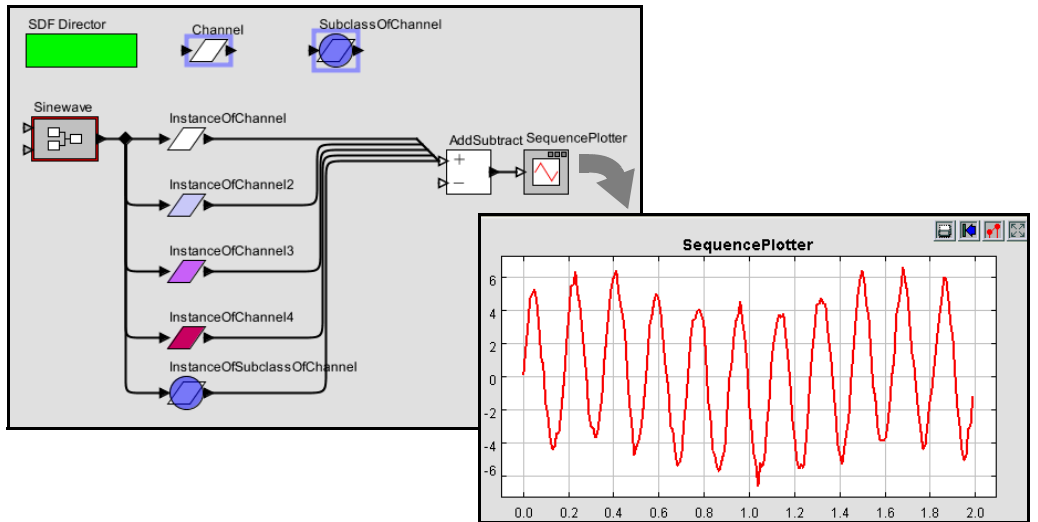 SDF Director
Channel
SubclassOfChannel
Sinewave
InstanceOfChannel
AddSubtract
SequencePlotter
+
−
InstanceOfChannel2
InstanceOfChannel3
InstanceOfChannel4
InstanceOfSubclassOfChannel
SequencePlotter
6
4
2
0
-2
-4
-6
0.0 0.2 0.4 0.6 0.8 1.0 1.2 1.4 1.6 1.8 2.0